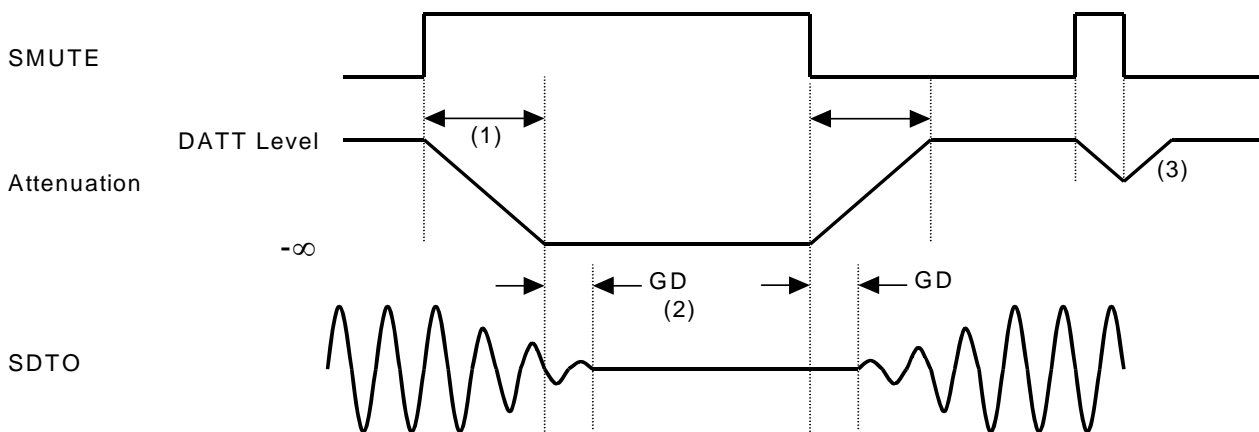 SMUTE
(1)
DATT Level
Attenuation
(3)
-∞
GD
(2)
GD
SDTO